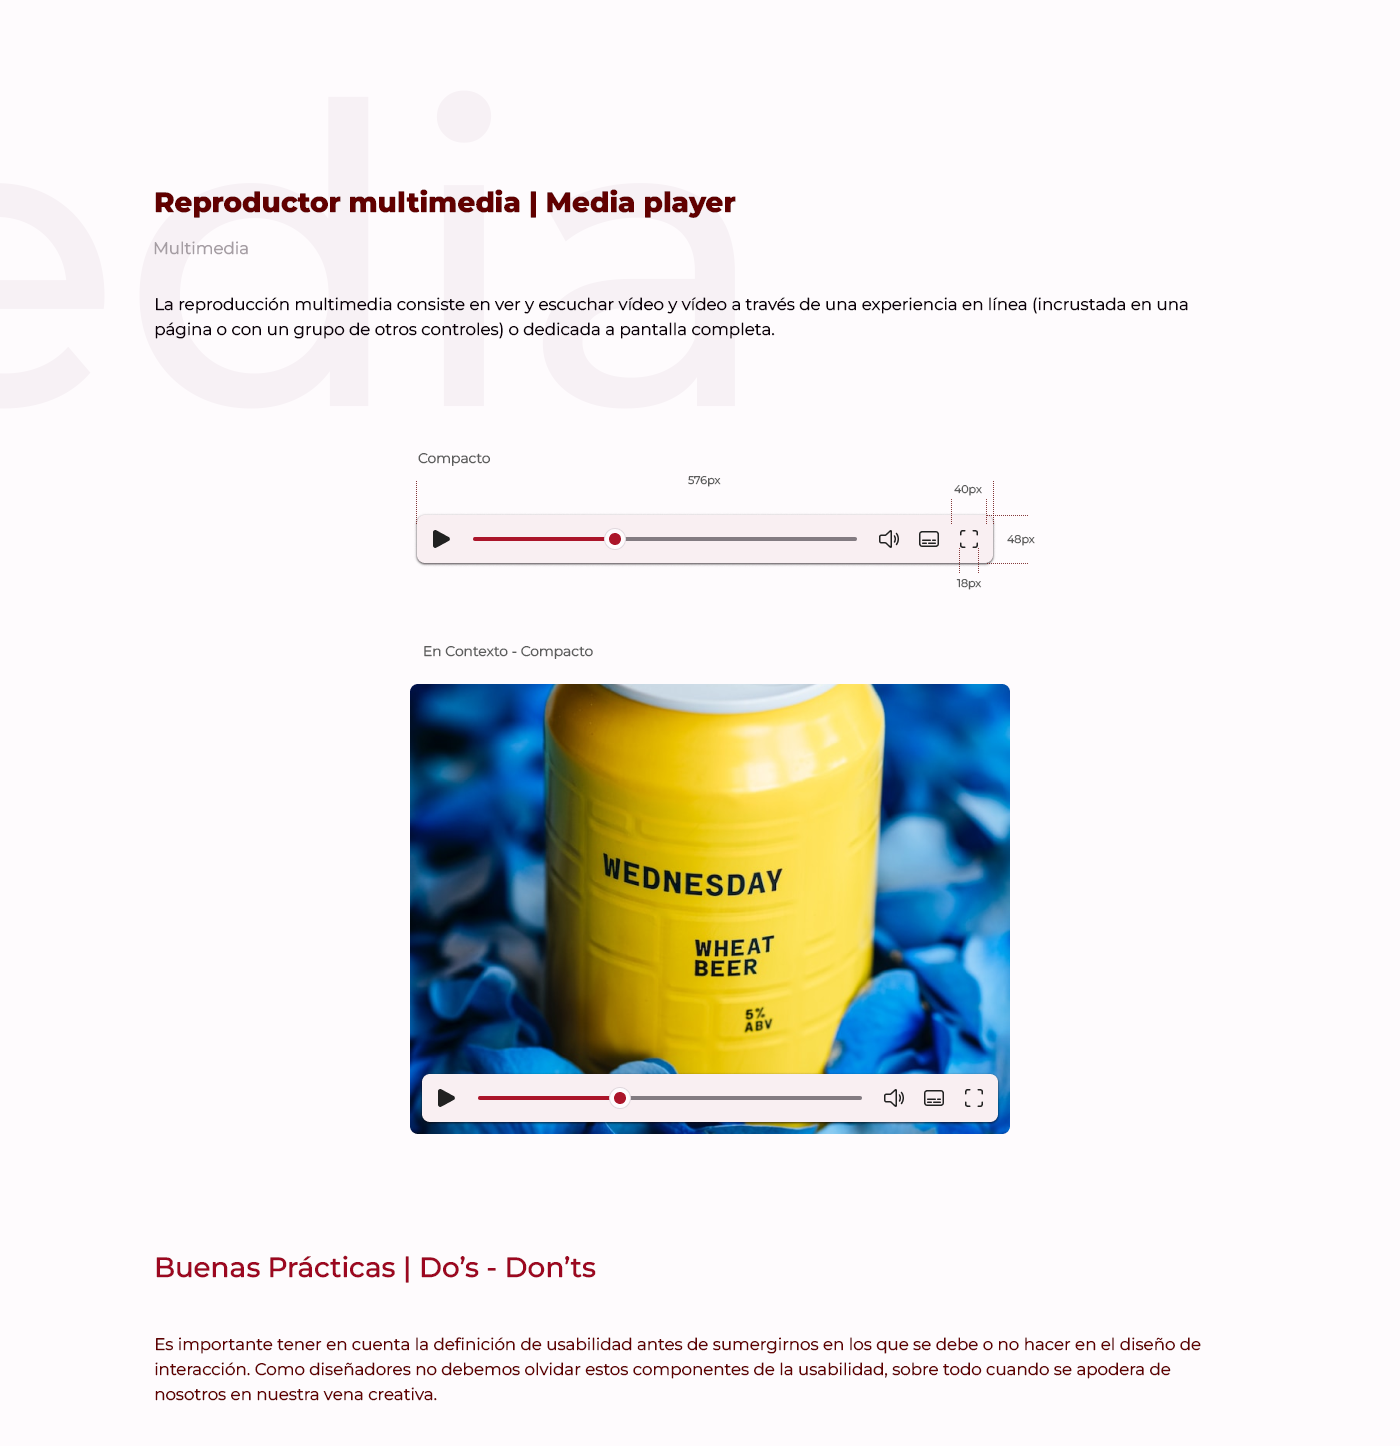 edia
Reproductor multimedia | Media player
Multimedia
La reproducción multimedia consiste en ver y escuchar vídeo y vídeo a través de una experiencia en línea (incrustada en una
página o con un grupo de otros controles) o dedicada a pantalla completa.
Compacto
576px
40px
48px
18px
En Contexto - Compacto
WEDNESDAY
WHEAT
BEER
5%
ABV
Buenas Prácticas | Do’s - Don’ts
Es importante tener en cuenta la definición de usabilidad antes de sumergirnos en los que se debe o no hacer en el diseño de
interacción. Como diseñadores no debemos olvidar estos componentes de la usabilidad, sobre todo cuando se apodera de
nosotros en nuestra vena creativa.